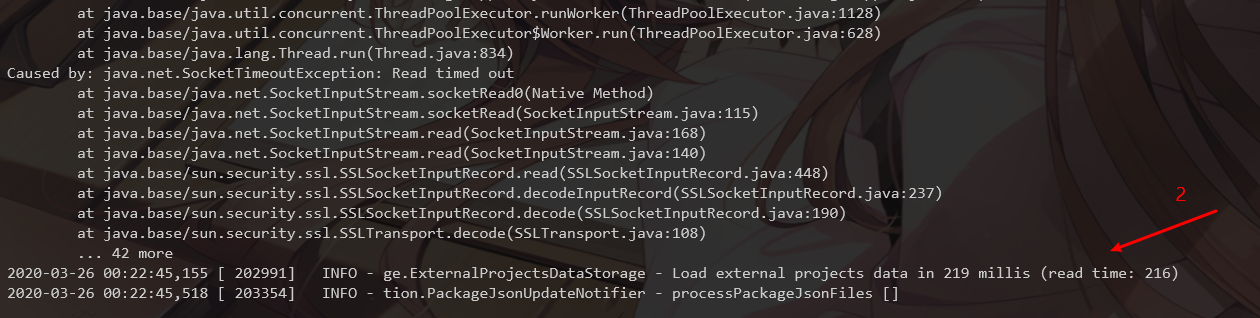 at java.base/java.util.concurrent.ThreadPoolExecutor.runWorker(ThreadPoolExecutor.java:1128)
at java.base/java.util.concurrent.ThreadPoolExecutor$Worker.run(ThreadPoolExecutor.java:628)
at java.base/java.lang.Thread.run(Thread.java:834)
Caused by: java.net.SocketTimeoutException: Read timed out
at java.base/java.net.SocketInputStream.socketRead0(Native Method)
at java.base/java.net.SocketInputStream.socketRead(SocketInputStream.java:115)
at java.base/java.net.SocketInputStream.read(SocketInputStream.java:168)
at java.base/java.net.SocketInputStream.read(SocketInputStream.java:140)
at java.base/sun.security.ssl.SSLSocketInputRecord.read(SSLSocketInputRecord.java:448)
at java.base/sun.security.ssl.SSLSocketInputRecord.decodeInputRecord(SSLSocketInputRecord.java:237)
at java.base/sun.security.ssl.SSLSocketInputRecord.decode(SSLSocketInputRecord.java:190)
2
at java.base/sun.security.ssl.SSLTransport.decode(SSLTransport.java:108)
... 42 more
2020-03-26 00:22:45,155 [ 202991]   INFO - ge.ExternalProjectsDataStorage - Load external projects data in 219 millis (read time: 216)
2020-03-26 00:22:45,518 [ 203354]   INFO - tion.PackageJsonUpdateNotifier - processPackageJsonFiles []